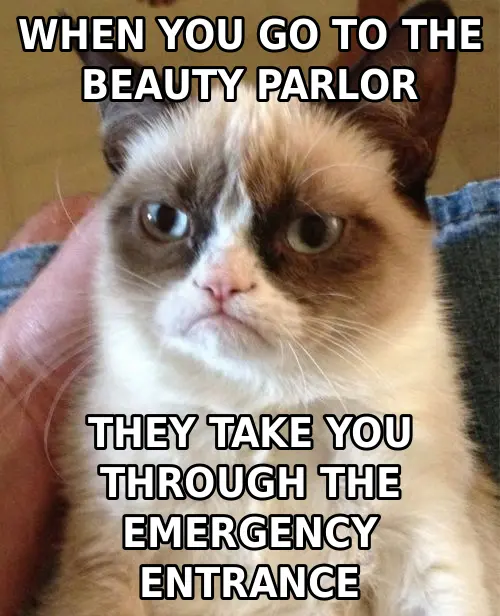 WHEN YOU GO TO THE
BEAUTY PARLOR
THEY TAKE YOU
THROUGH THE
EMERGENCY
ENTRANCE